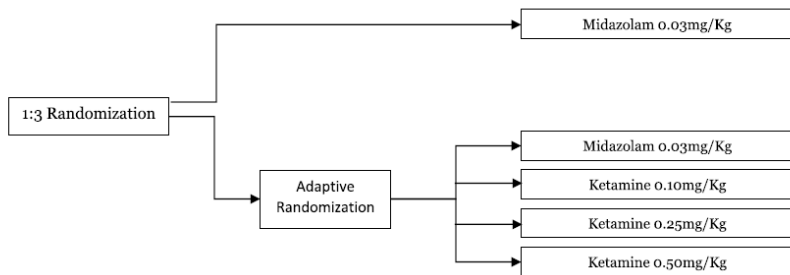 Midazolam 0.03mg/Kg
1:3 Randomization
Midazolam 0.03mg/Kg
Adaptive
Randomization
Ketamine 0.10mg/Kg
Ketamine 0.25mg/Kg
Ketamine 0.50mg/Kg